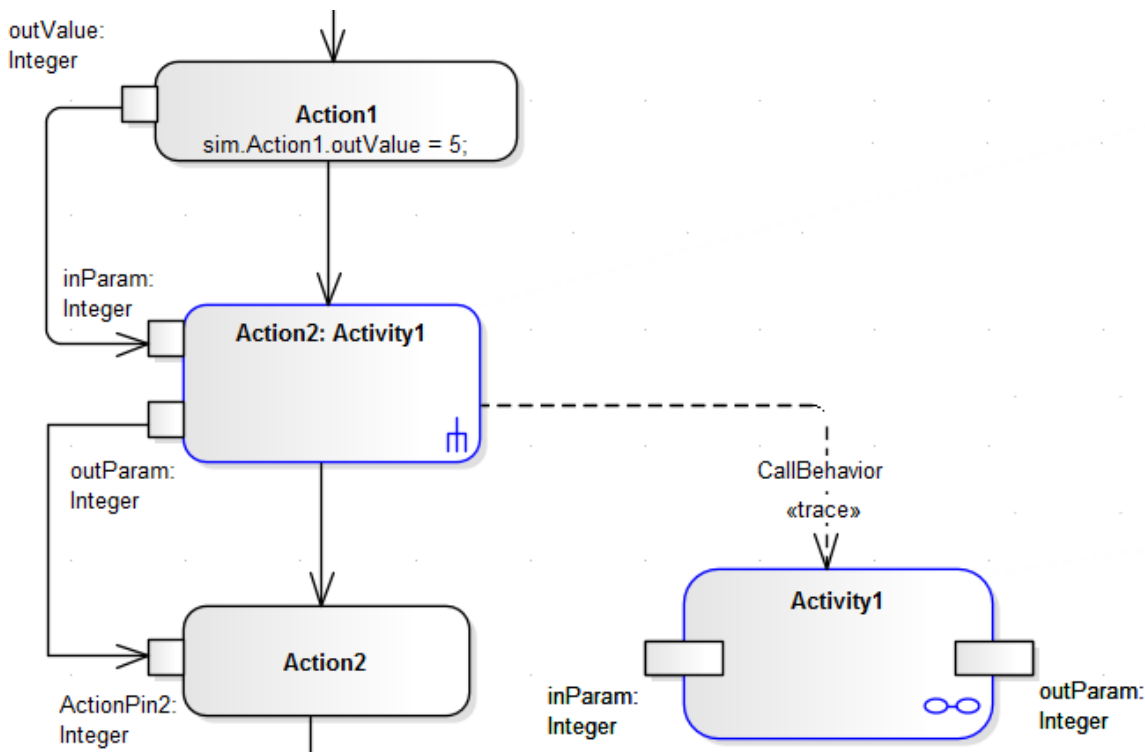 outValue:
Integer
Action1
sim.Action1.outValue = 5;
inParam:
Integer
Action2: Activity1
outParam:
Integer
CallBehavior
«trace»
Activity1
Action2
ActionPin2:
Integer
inParam:
Integer
outParam:
Integer